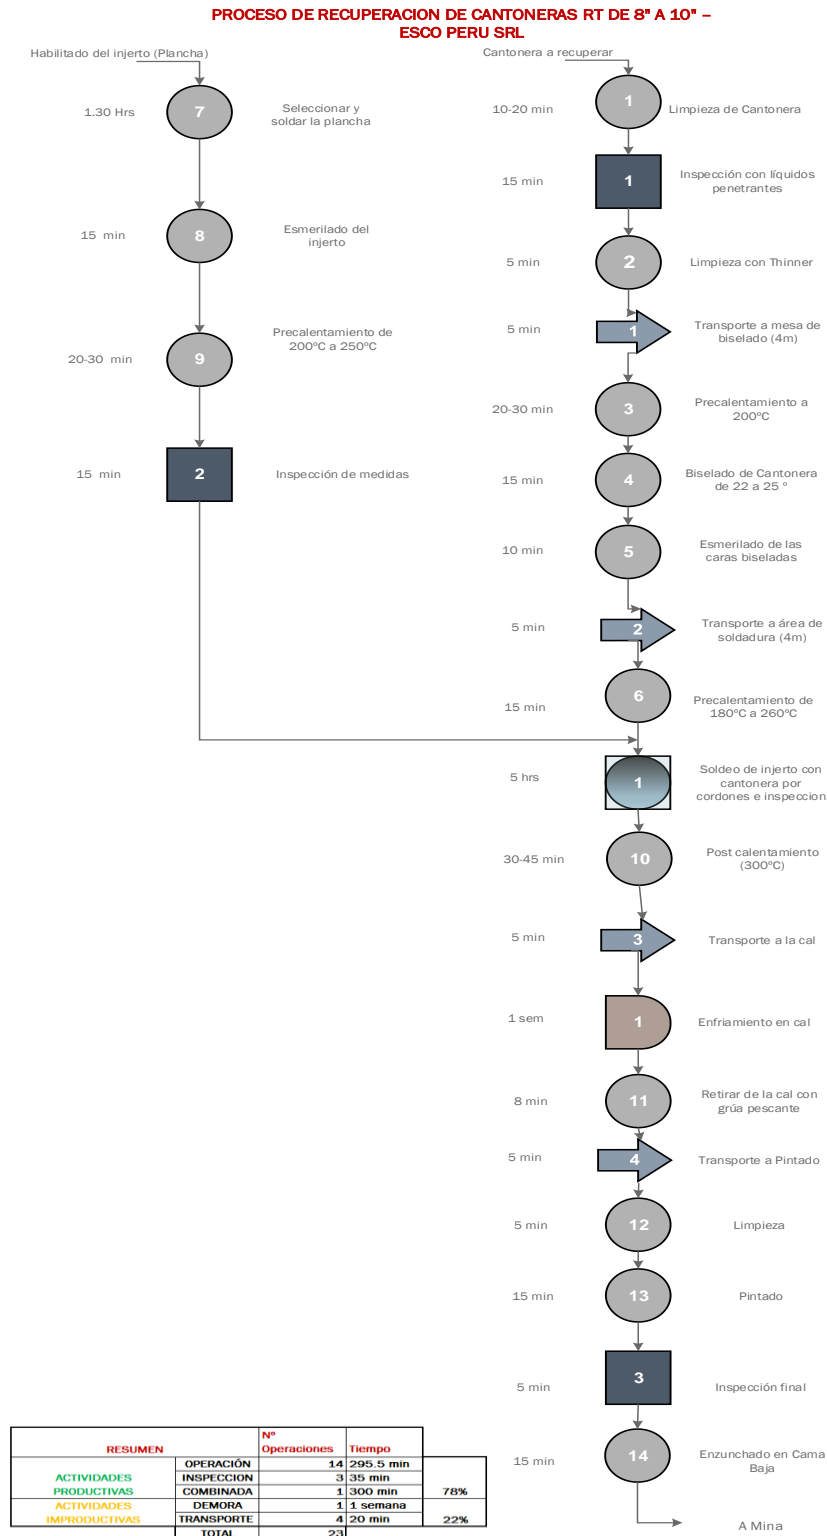 PROCESO DE RECUPERACION DE CANTONERAS RT DE 8" A 10" –
ESCO PERU SRL
Habilitado del injerto (Plancha)
1.30 Hrs
7
Seleccionar y
soldar la plancha
15 min
8
Esmerilado del
injerto
20-30 min
9
Precalentamiento de
200ºC a 250ºC
15 min
2
Inspección de medidas
Cantonera a recuperar
10-20 min
1
Limpieza de Cantonera
15 min
1
Inspección con líquidos
penetrantes
5 min
2
Limpieza con Thinner
5 min
1
Transporte a mesa de
biselado (4m)
20-30 min
3
Precalentamiento a
200ºC
15 min
4
Biselado de Cantonera
de 22 a 25 º
10 min
5
Esmerilado de las
caras biseladas
5 min
2
Transporte a área de
soldadura (4m)
15 min
6
Precalentamiento de
180ºC a 260ºC
5 hrs
1
Soldeo de injerto con
cantonera por
cordones e inspeccion
30-45 min
10
Post calentamiento
(300ºC)
5 min
3
Transporte a la cal
1 sem
1
Enfriamiento en cal
8 min
11
Retirar de la cal con
grúa pescante
5 min
4
Transporte a Pintado
5 min
12
Limpieza
15 min
13
Pintado
5 min
3
Inspección final
15 min
14
Enzunchado en Cama
Baja
A Mina
RESUMEN
Nº
Operaciones
Tiempo
ACTIVIDADES
PRODUCTIVAS
OPERACIÓN 14 295.5 min
INSPECCION 3 35 min
COMBINADA 1 300 min 78%
ACTIVIDADES
IMPRODUCTIVAS
DEMORA 1 1 semana
TRANSPORTE 4 20 min 22%
TOTAL 23